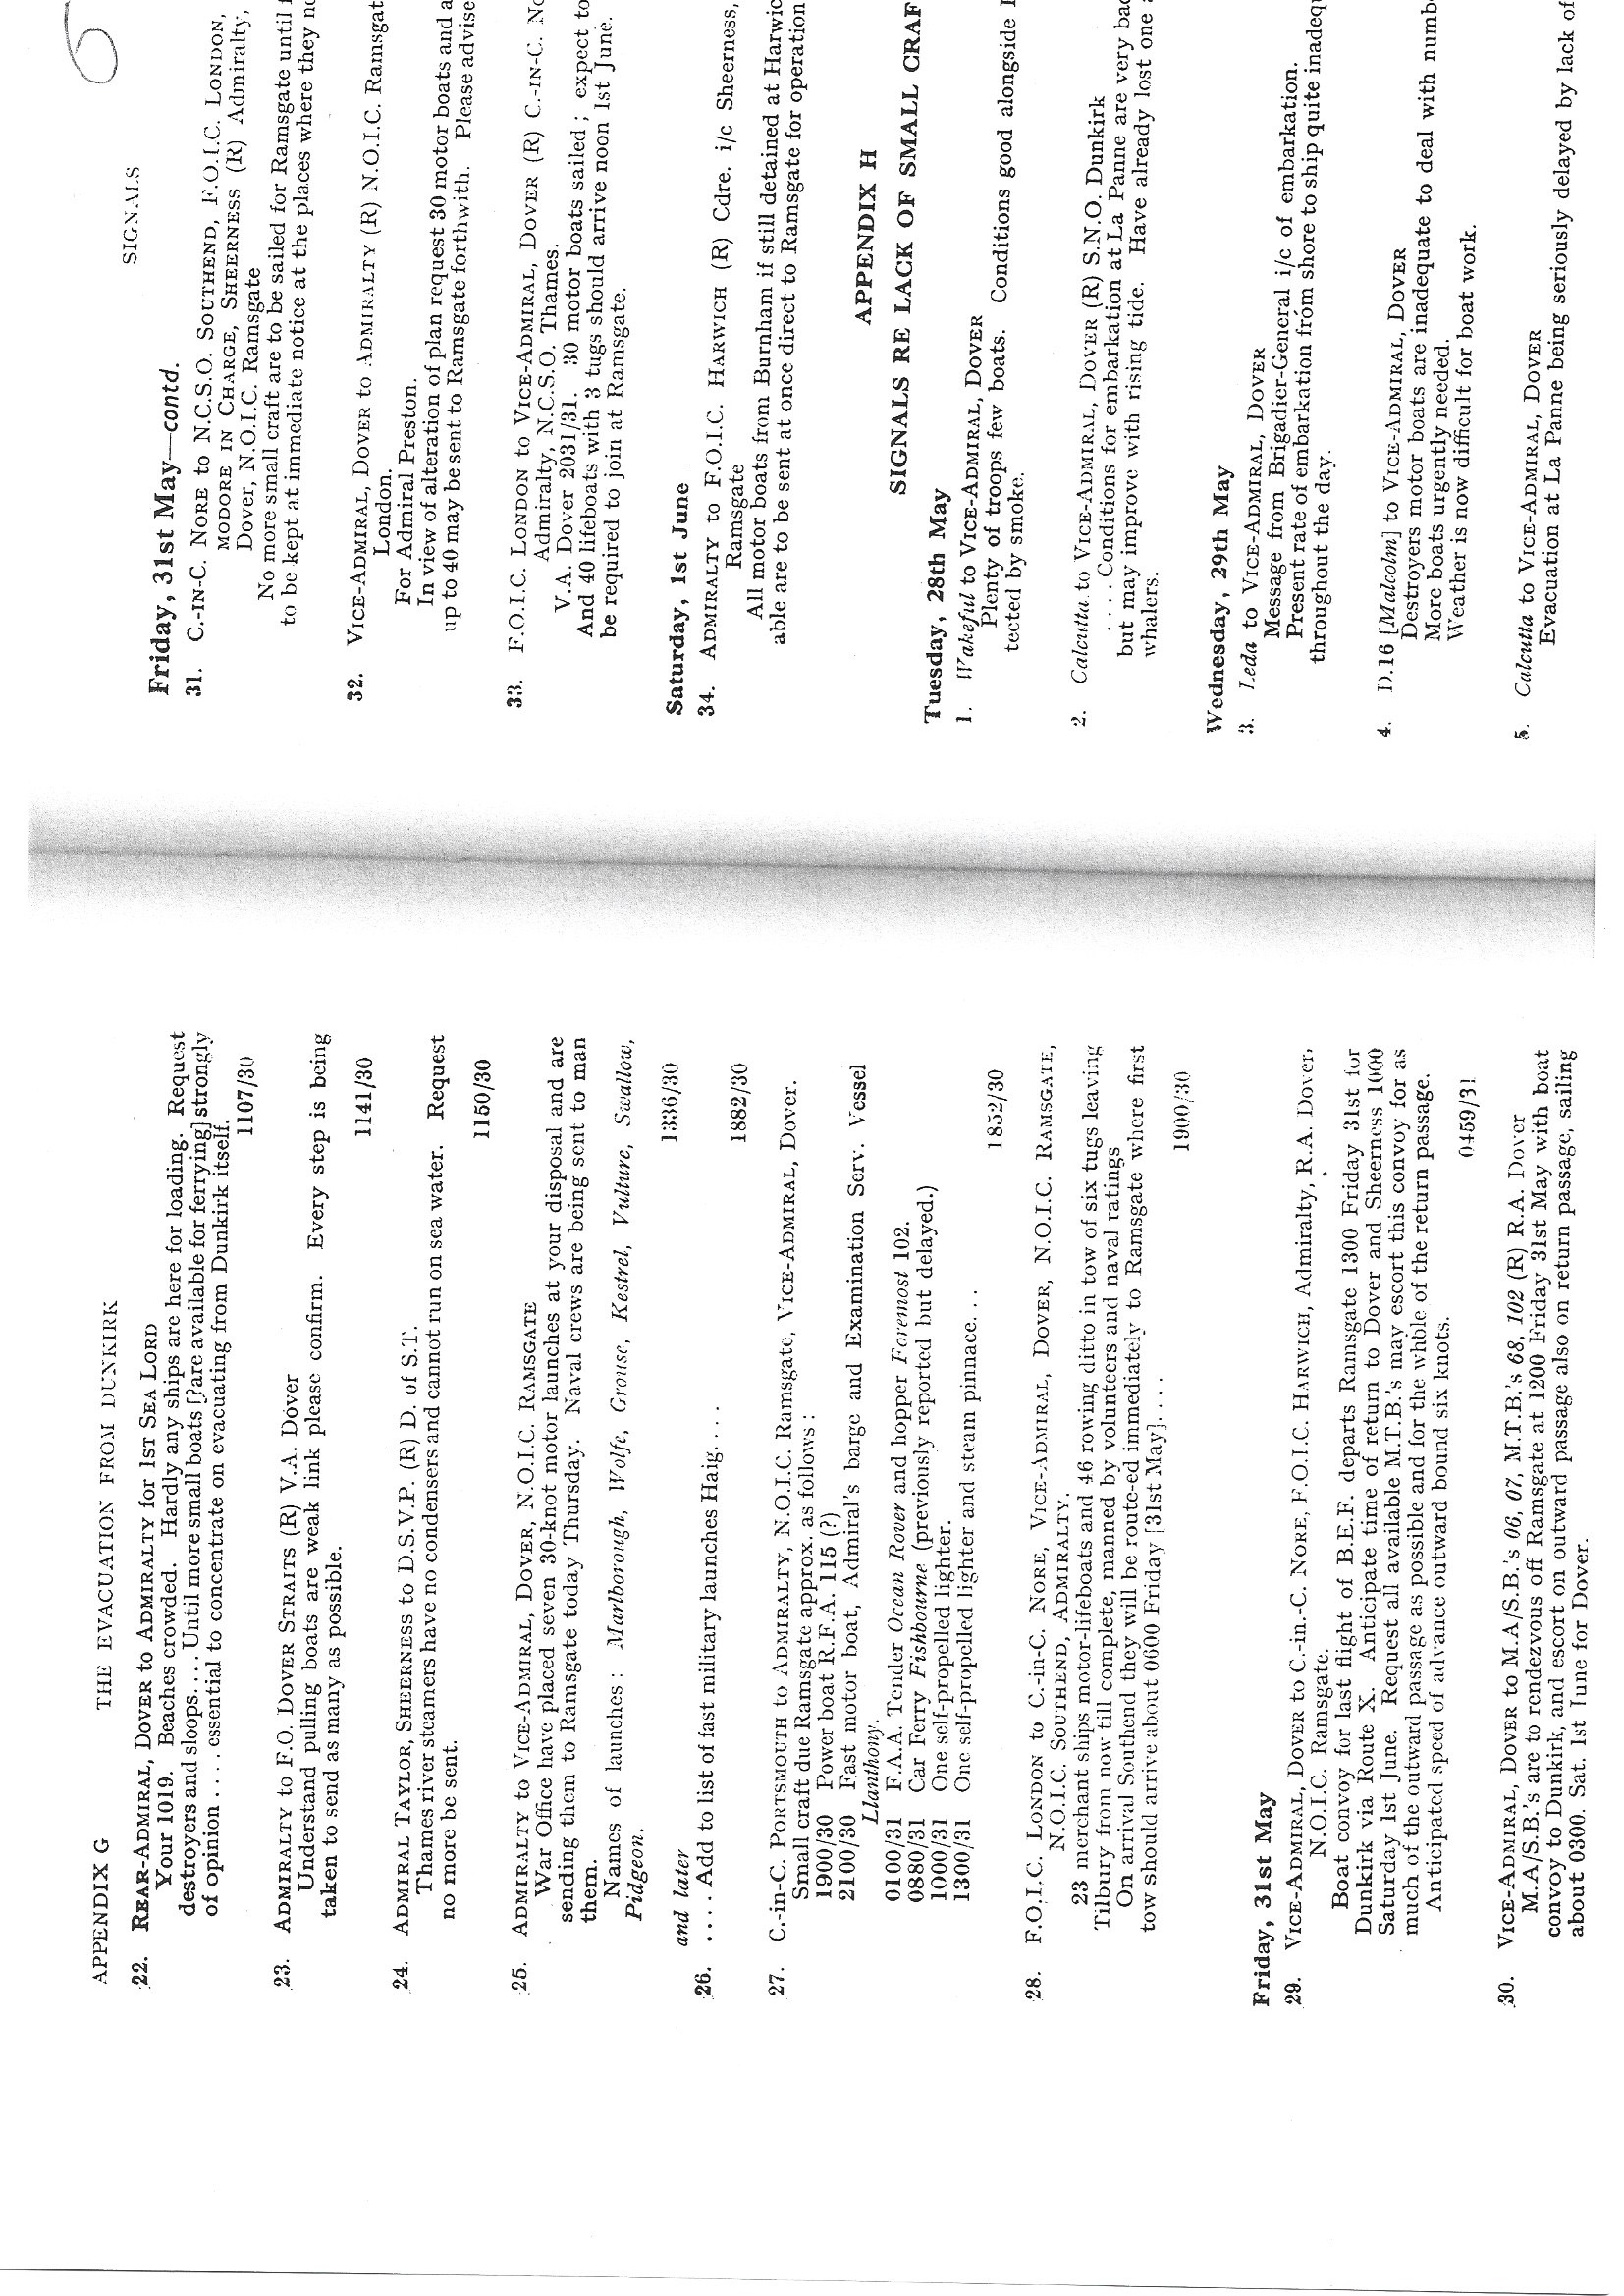 APPENDIX G THE EVACUATION FROM DUNKIRK
22. REAR-ADMIRAL, DOVER to ADMIRALTY for 1ST SEA LORD
Your 1019. Beaches crowded. Hardly any ships are here for loading. Request
destroyers and sloops.... Until more small boats [?are available for ferrying] strongly
of opinion .... essential to concentrate on evacuating from Dunkirk itself.
1107/30
23. ADMIRALTY to F.O. DOVER STRAITS (R) V.A. Dover
Understand pulling boats are weak link please confirm. Every step is being
taken to send as many as possible.
1141/30
24. ADMIRAL TAYLOR, SHEERNESS to D.S.V.P. (R) D. of S.T.
Thames river steamers have no condensers and cannot run on sea water. Request
no more be sent.
1150/30
25. ADMIRALTY to VICE-ADMIRAL, DOVER, N.O.I.C. RAMSGATE
War Office have placed seven 30-knot motor launches at your disposal and are
sending them to Ramsgate today Thursday. Naval crews are being sent to man
them.
Names of launches: Marlborough, Wolfe, Grouse, Kestrel, Vulture, Swallow,
Pidgeon.
1336/30
and later
26. .... Add to list of fast military launches Haig....
1882/30
27. C.-in-C. PORTSMOUTH to ADMIRALTY, N.O.I.C. Ramsgate, VICE-ADMIRAL, Dover.
Small craft due Ramsgate approx. as follows:
1900/30 Power boat R.F.A. 115 (?)
2100/30 Fast motor boat, Admiral's barge and Examination Serv. Vessel
Llanthony.
0100/31 F.A.A. Tender Ocean Rover and hopper Foremost 102.
0880/31 Car Ferry Fishbourne (previously reported but delayed.)
1000/31 One self-propelled lighter.
1300/31 One self-propelled lighter and steam pinnace...
1852/30
28. F.O.I.C. LONDON to C.-in-C. NORE, VICE-ADMIRAL, DOVER, N.O.I.C. RAMSGATE,
N.O.I.C. SOUTHEND, ADMIRALTY.
23 merchant ships motor-lifeboats and 46 rowing ditto in tow of six tugs leaving
Tilbury from now till complete, manned by volunteers and naval ratings
On arrival Southend they will be route-ed immediately to Ramsgate where first
tow should arrive about 0600 Friday [31st May]....
1900/30
Friday, 31st May
29. VICE-ADMIRAL, DOVER to C.-in.-C. NORE, F.O.I.C. HARWICH, Admiralty, R.A. Dover,
N.O.I.C. Ramsgate.
Boat convoy for last flight of B.E.F. departs Ramsgate 1300 Friday 31st for
Dunkirk via Route X. Anticipate time of return to Dover and Sheerness 1000
Saturday 1st June. Request all available M.T.B.'s may escort this convoy for as
much of the outward passage as possible and for the whole of the return passage.
Anticipated speed of advance outward bound six knots.
0459/31
30. VICE-ADMIRAL, DOVER to M.A/S.B.'s 06, 07, M.T.B.'s 68, 102 (R) R.A. Dover
M.A/S.B.'s are to rendezvous off Ramsgate at 1200 Friday 31st May with boat
convoy to Dunkirk, and escort on outward passage also on return passage, sailing
about 0300. Sat. 1st June for Dover.
6
SIGNALS
Friday, 31st May—contd.
31. C.-IN-C. NORE to N.C.S.O. SOUTHEND, F.O.I.C. LONDON,
MODORE IN CHARGE, SHEERNESS (R) Admiralty,
Dover, N.O.I.C. Ramsgate
No more small craft are to be sailed for Ramsgate until
to be kept at immediate notice at the places where they
32. VICE-ADMIRAL, DOVER to ADMIRALTY (R) N.O.I.C. Ramsgat
London.
For Admiral Preston.
In view of alteration of plan request 30 motor boats and a
up to 40 may be sent to Ramsgate forthwith. Please advise
33. F.O.I.C. LONDON to VICE-ADMIRAL, DOVER (R) C.-IN-C. No
Admiralty, N.C.S.O. Thames.
V.A. Dover 2031/31. 30 motor boats sailed; expect to
And 40 lifeboats with 3 tugs should arrive noon 1st June.
be required to join at Ramsgate.
Saturday, 1st June
34. ADMIRALTY to F.O.I.C. HARWICH (R) Cdre. i/c Sheerness,
Ramsgate
All motor boats from Burnham if still detained at Harwic
able are to be sent at once direct to Ramsgate for operation
APPENDIX H
SIGNALS RE LACK OF SMALL CRAF
Tuesday, 28th May
1. Wakeful to VICE-ADMIRAL, DOVER
Plenty of troops few boats. Conditions good alongside
tected by smoke.
2. Calcutta to VICE-ADMIRAL, DOVER (R) S.N.O. Dunkirk
....Conditions for embarkation at La Panne are very bad
but may improve with rising tide. Have already lost one
whalers.
Wednesday, 29th May
3. Leda to VICE-ADMIRAL, DOVER
Message from Brigadier-General i/c of embarkation.
Present rate of embarkation from shore to ship quite inadequ
throughout the day.
4. D.16 [Malcolm] to VICE-ADMIRAL, DOVER
Destroyers motor boats are inadequate to deal with numb
More boats urgently needed.
Weather is now difficult for boat work.
5. Calcutta to VICE-ADMIRAL, DOVER
Evacuation at La Panne being seriously delayed by lack of